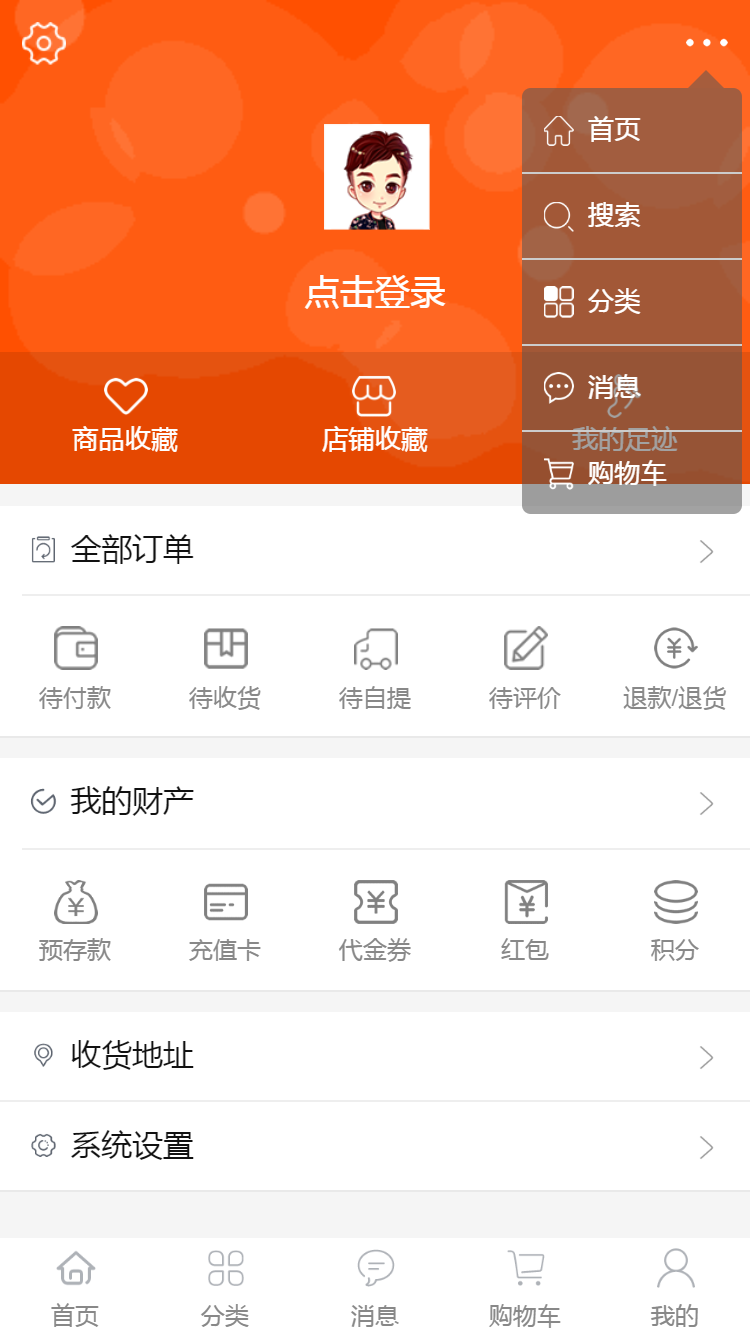 首页
搜索
点击登录
分类
消息
商品收藏
店铺收藏
我的足迹
购物车
全部订单
待付款
待收货
待自提
待评价
退款/退货
我的财产
预存款
充值卡
代金券
红包
积分
收货地址
系统设置
首页
分类
消息
购物车
我的